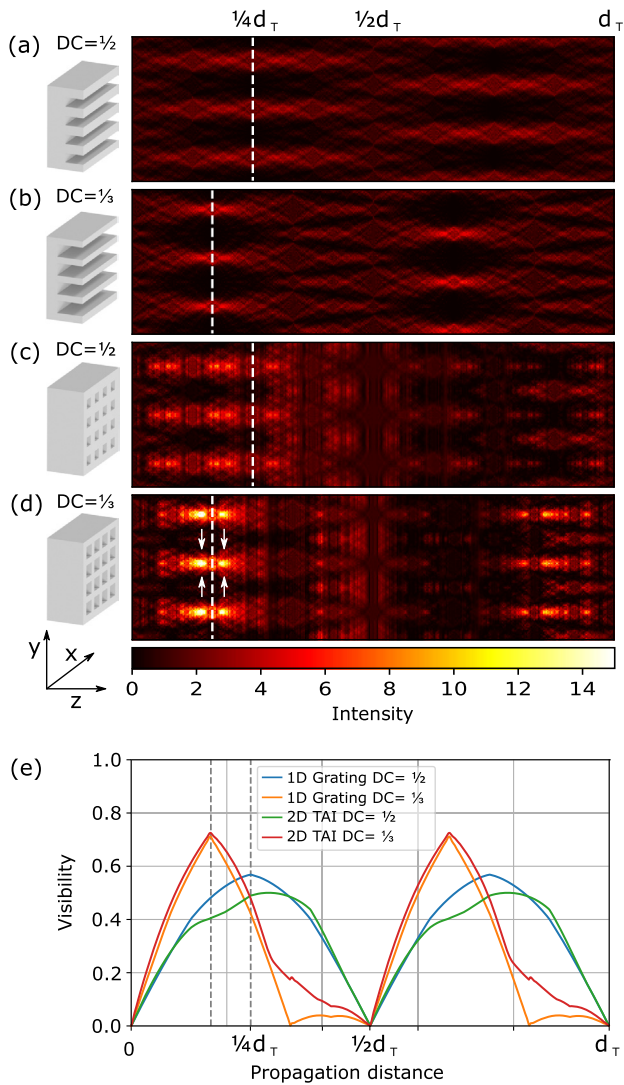 ¼d_T ½d_T d_T
(a) DC=½
(b) DC=⅓
(c) DC=½
(d) DC=⅓
y x z
0 2 4 6 8 10 12 14
Intensity
(e)
1.0
0.8
0.6
0.4
0.2
0.0
Visibility
1D Grating DC= ½
1D Grating DC= ⅓
2D TAI DC= ½
2D TAI DC= ⅓
0 ¼d_T ½d_T d_T
Propagation distance